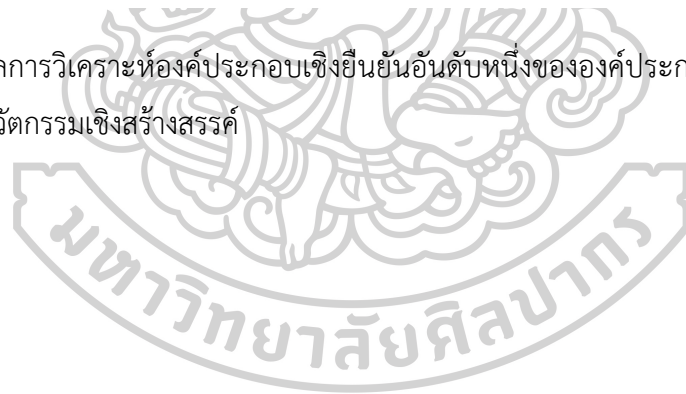 ลการวิเคราะห์องค์ประกอบเชิงยืนยันอันดับหนึ่งขององค์ประก
วัตกรรมเชิงสร้างสรรค์
มหาวิทยาลัยศิลปากร